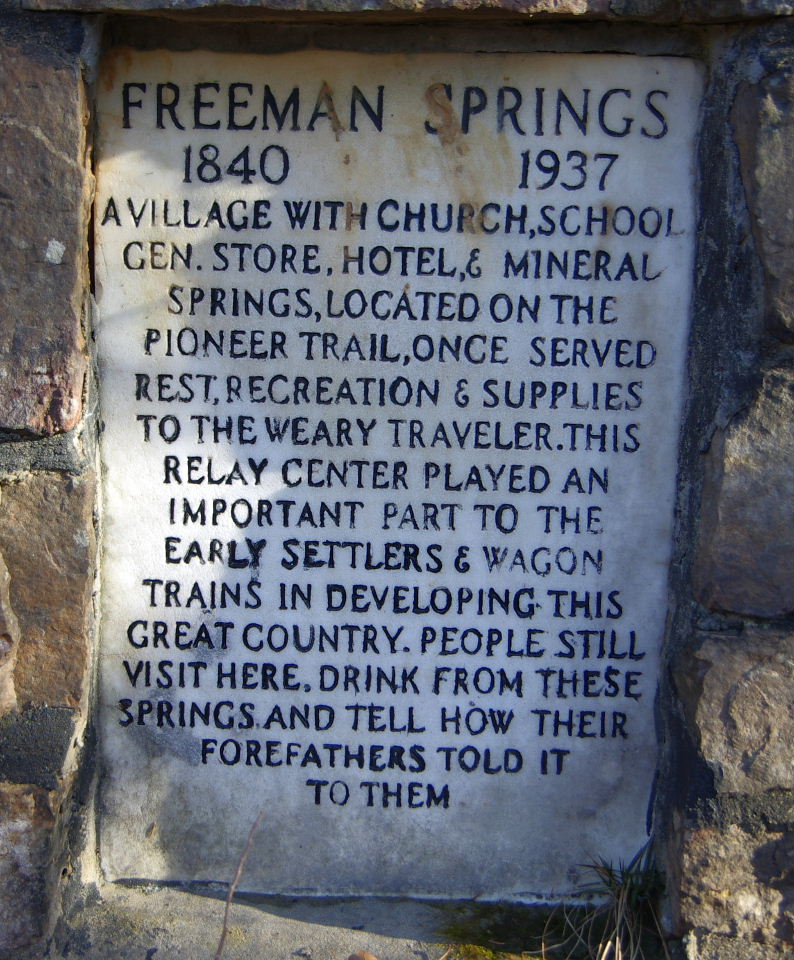 FREEMAN SPRINGS
1840 1937
A VILLAGE WITH CHURCH, SCHOOL
GEN. STORE, HOTEL, & MINERAL
SPRINGS, LOCATED ON THE
PIONEER TRAIL, ONCE SERVED
REST, RECREATION & SUPPLIES
TO THE WEARY TRAVELER. THIS
RELAY CENTER PLAYED AN
IMPORTANT PART TO THE
EARLY SETTLERS & WAGON
TRAINS IN DEVELOPING THIS
GREAT COUNTRY. PEOPLE STILL
VISIT HERE, DRINK FROM THESE
SPRINGS AND TELL HOW THEIR
FOREFATHERS TOLD IT
TO THEM